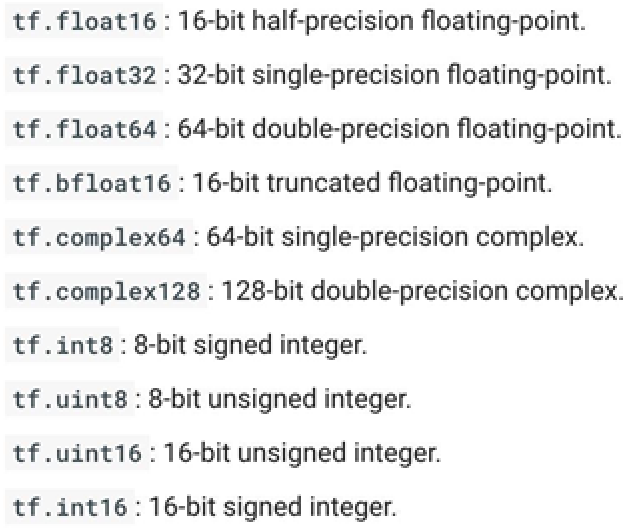 tf.float16 : 16-bit half-precision floating-point.
tf.float32 : 32-bit single-precision floating-point.
tf.float64 : 64-bit double-precision floating-point.
tf.bfloat16 : 16-bit truncated floating-point.
tf.complex64 : 64-bit single-precision complex.
tf.complex128 : 128-bit double-precision complex.
tf.int8 : 8-bit signed integer.
tf.uint8 : 8-bit unsigned integer.
tf.uint16 : 16-bit unsigned integer.
tf.int16 : 16-bit signed integer.